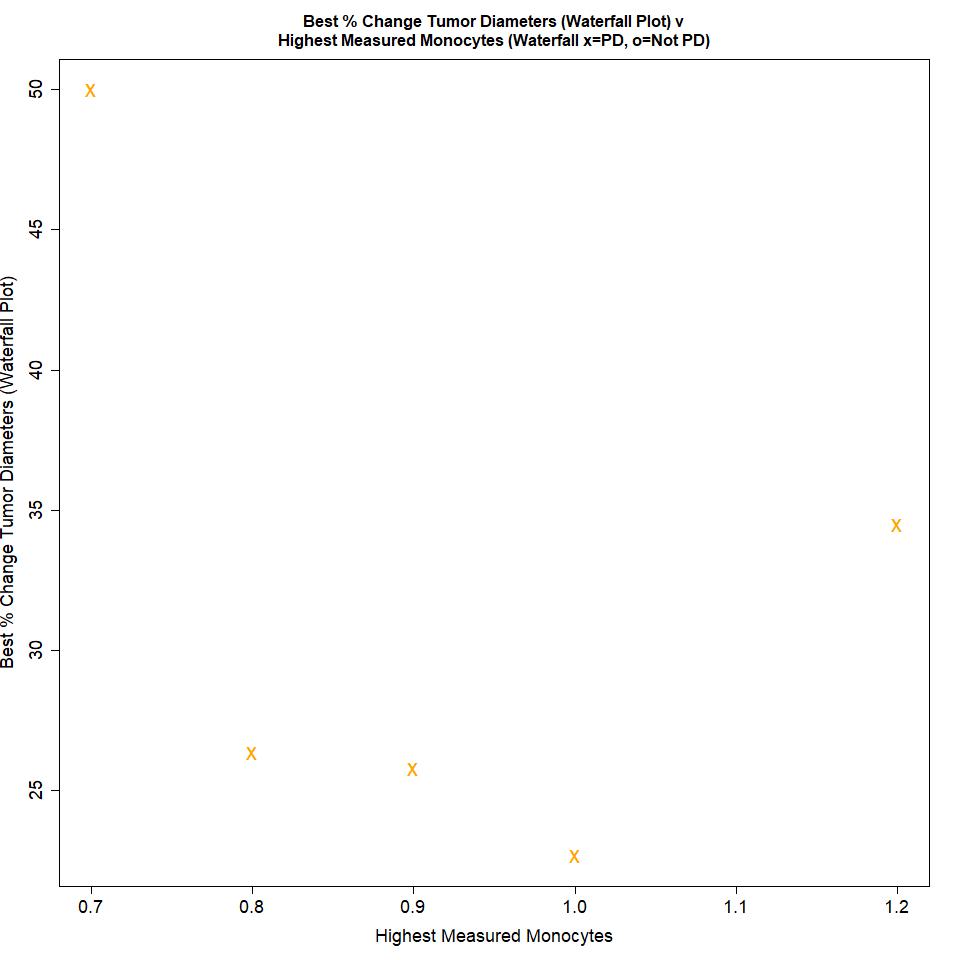 Best % Change Tumor Diameters (Waterfall Plot) v
Highest Measured Monocytes (Waterfall x=PD, o=Not PD)
Best % Change Tumor Diameters (Waterfall Plot)
50
45
40
35
30
25
X
X
X
X
X
0.7 0.8 0.9 1.0 1.1 1.2
Highest Measured Monocytes